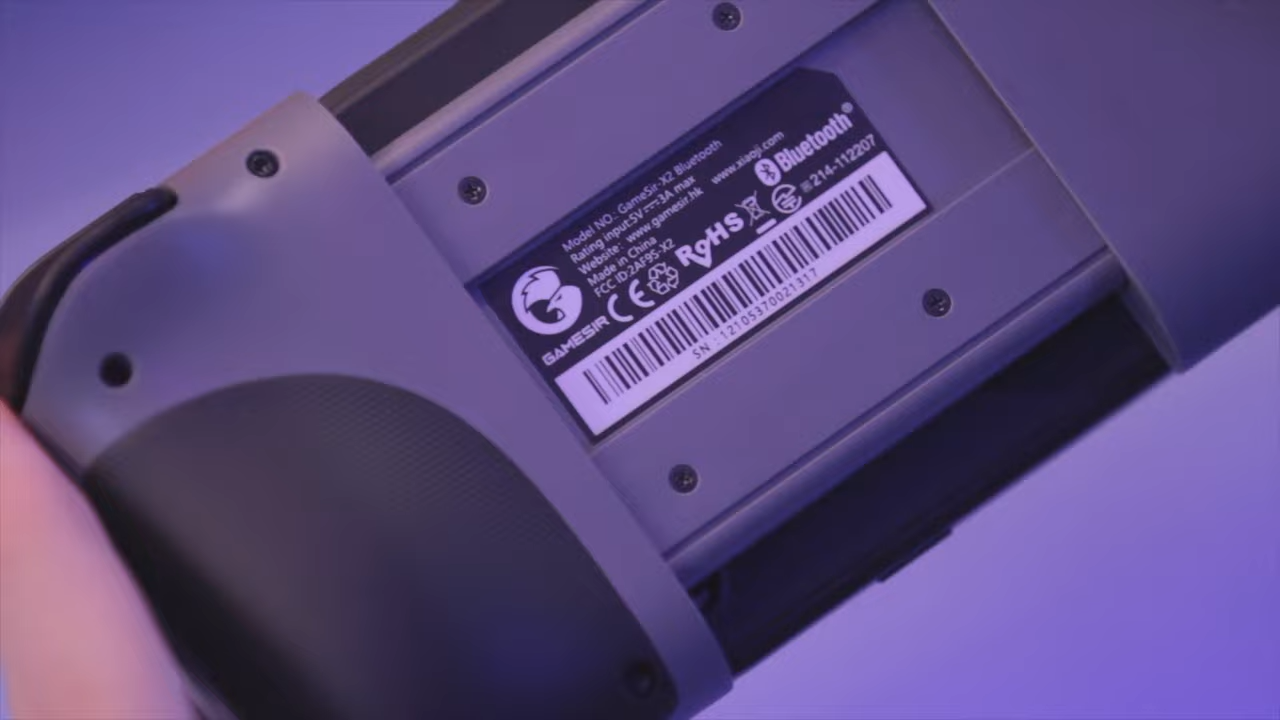 Model NO.: GameSir-X2 Bluetooth
Rating input:5V⎓3A max
Website: www.gamesir.hk www.xiaoji.com
Made in China
FCC ID:2AF9S-X2
Bluetooth®
GAMESIR
CE RoHS 214-112207
SN : 12105370021317